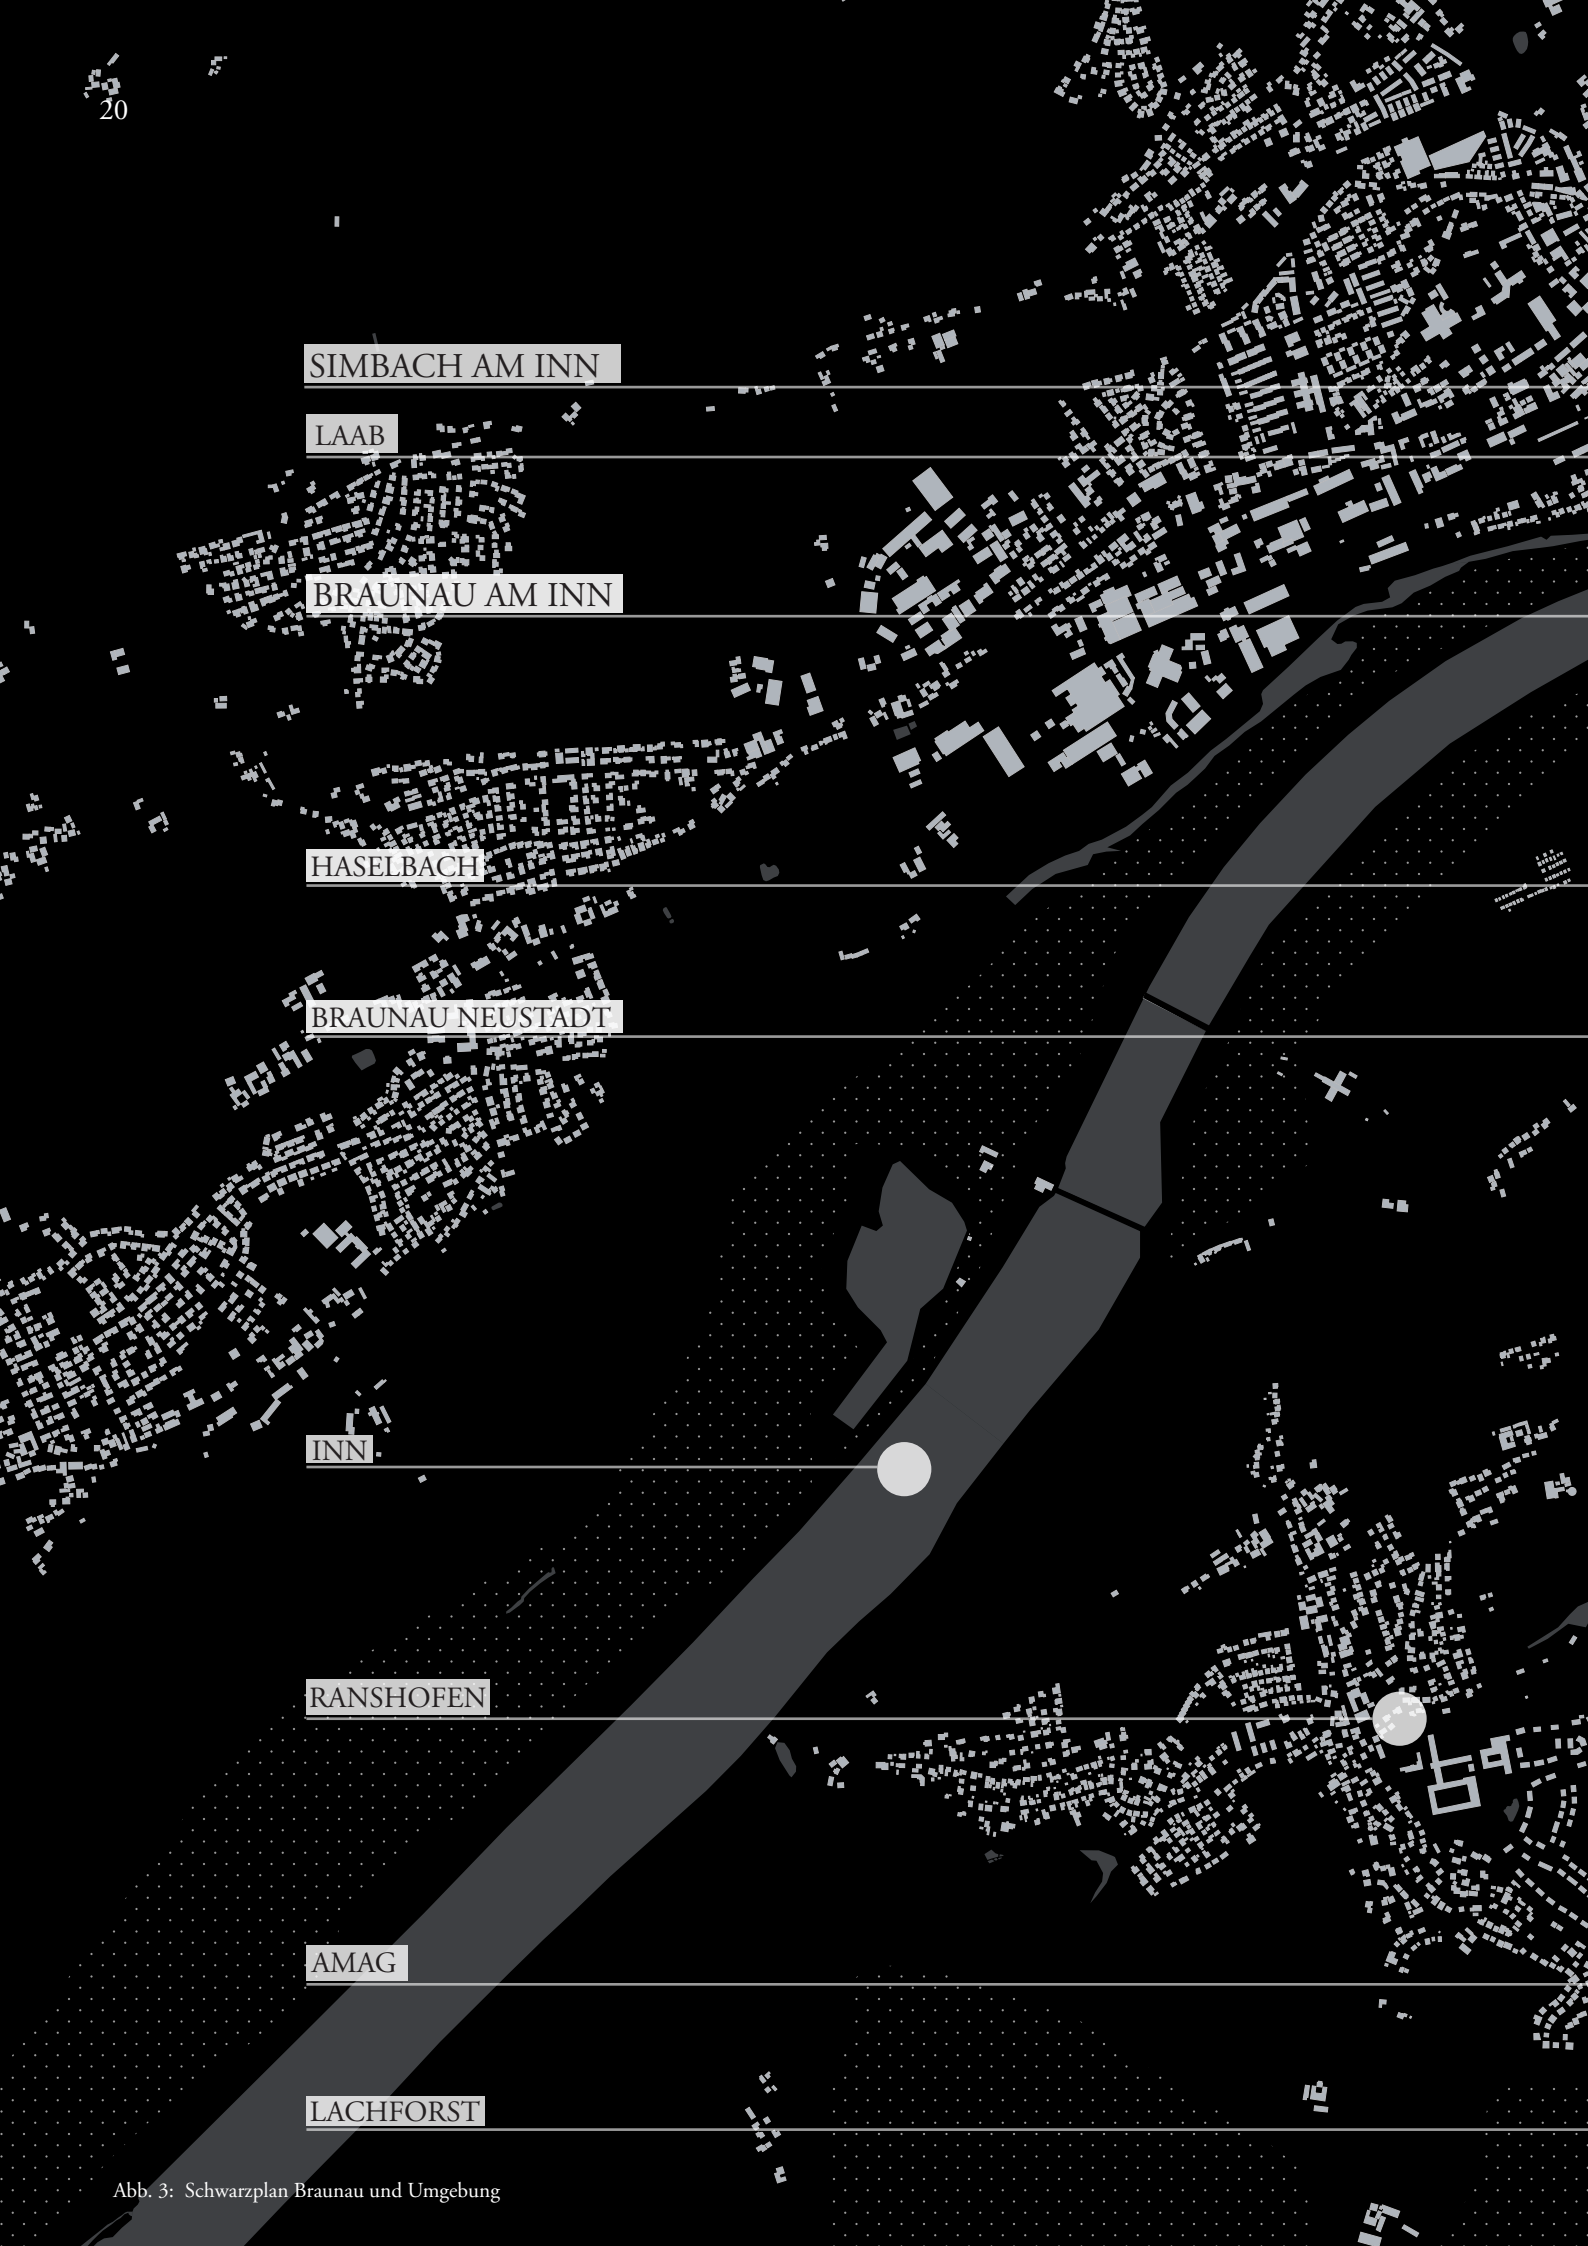 20
SIMBACH AM INN
LAAB
BRAUNAU AM INN
HASELBACH
BRAUNAU NEUSTADT
INN
RANSHOFEN
AMAG
LACHFORST
Abb. 3: Schwarzplan Braunau und Umgebung